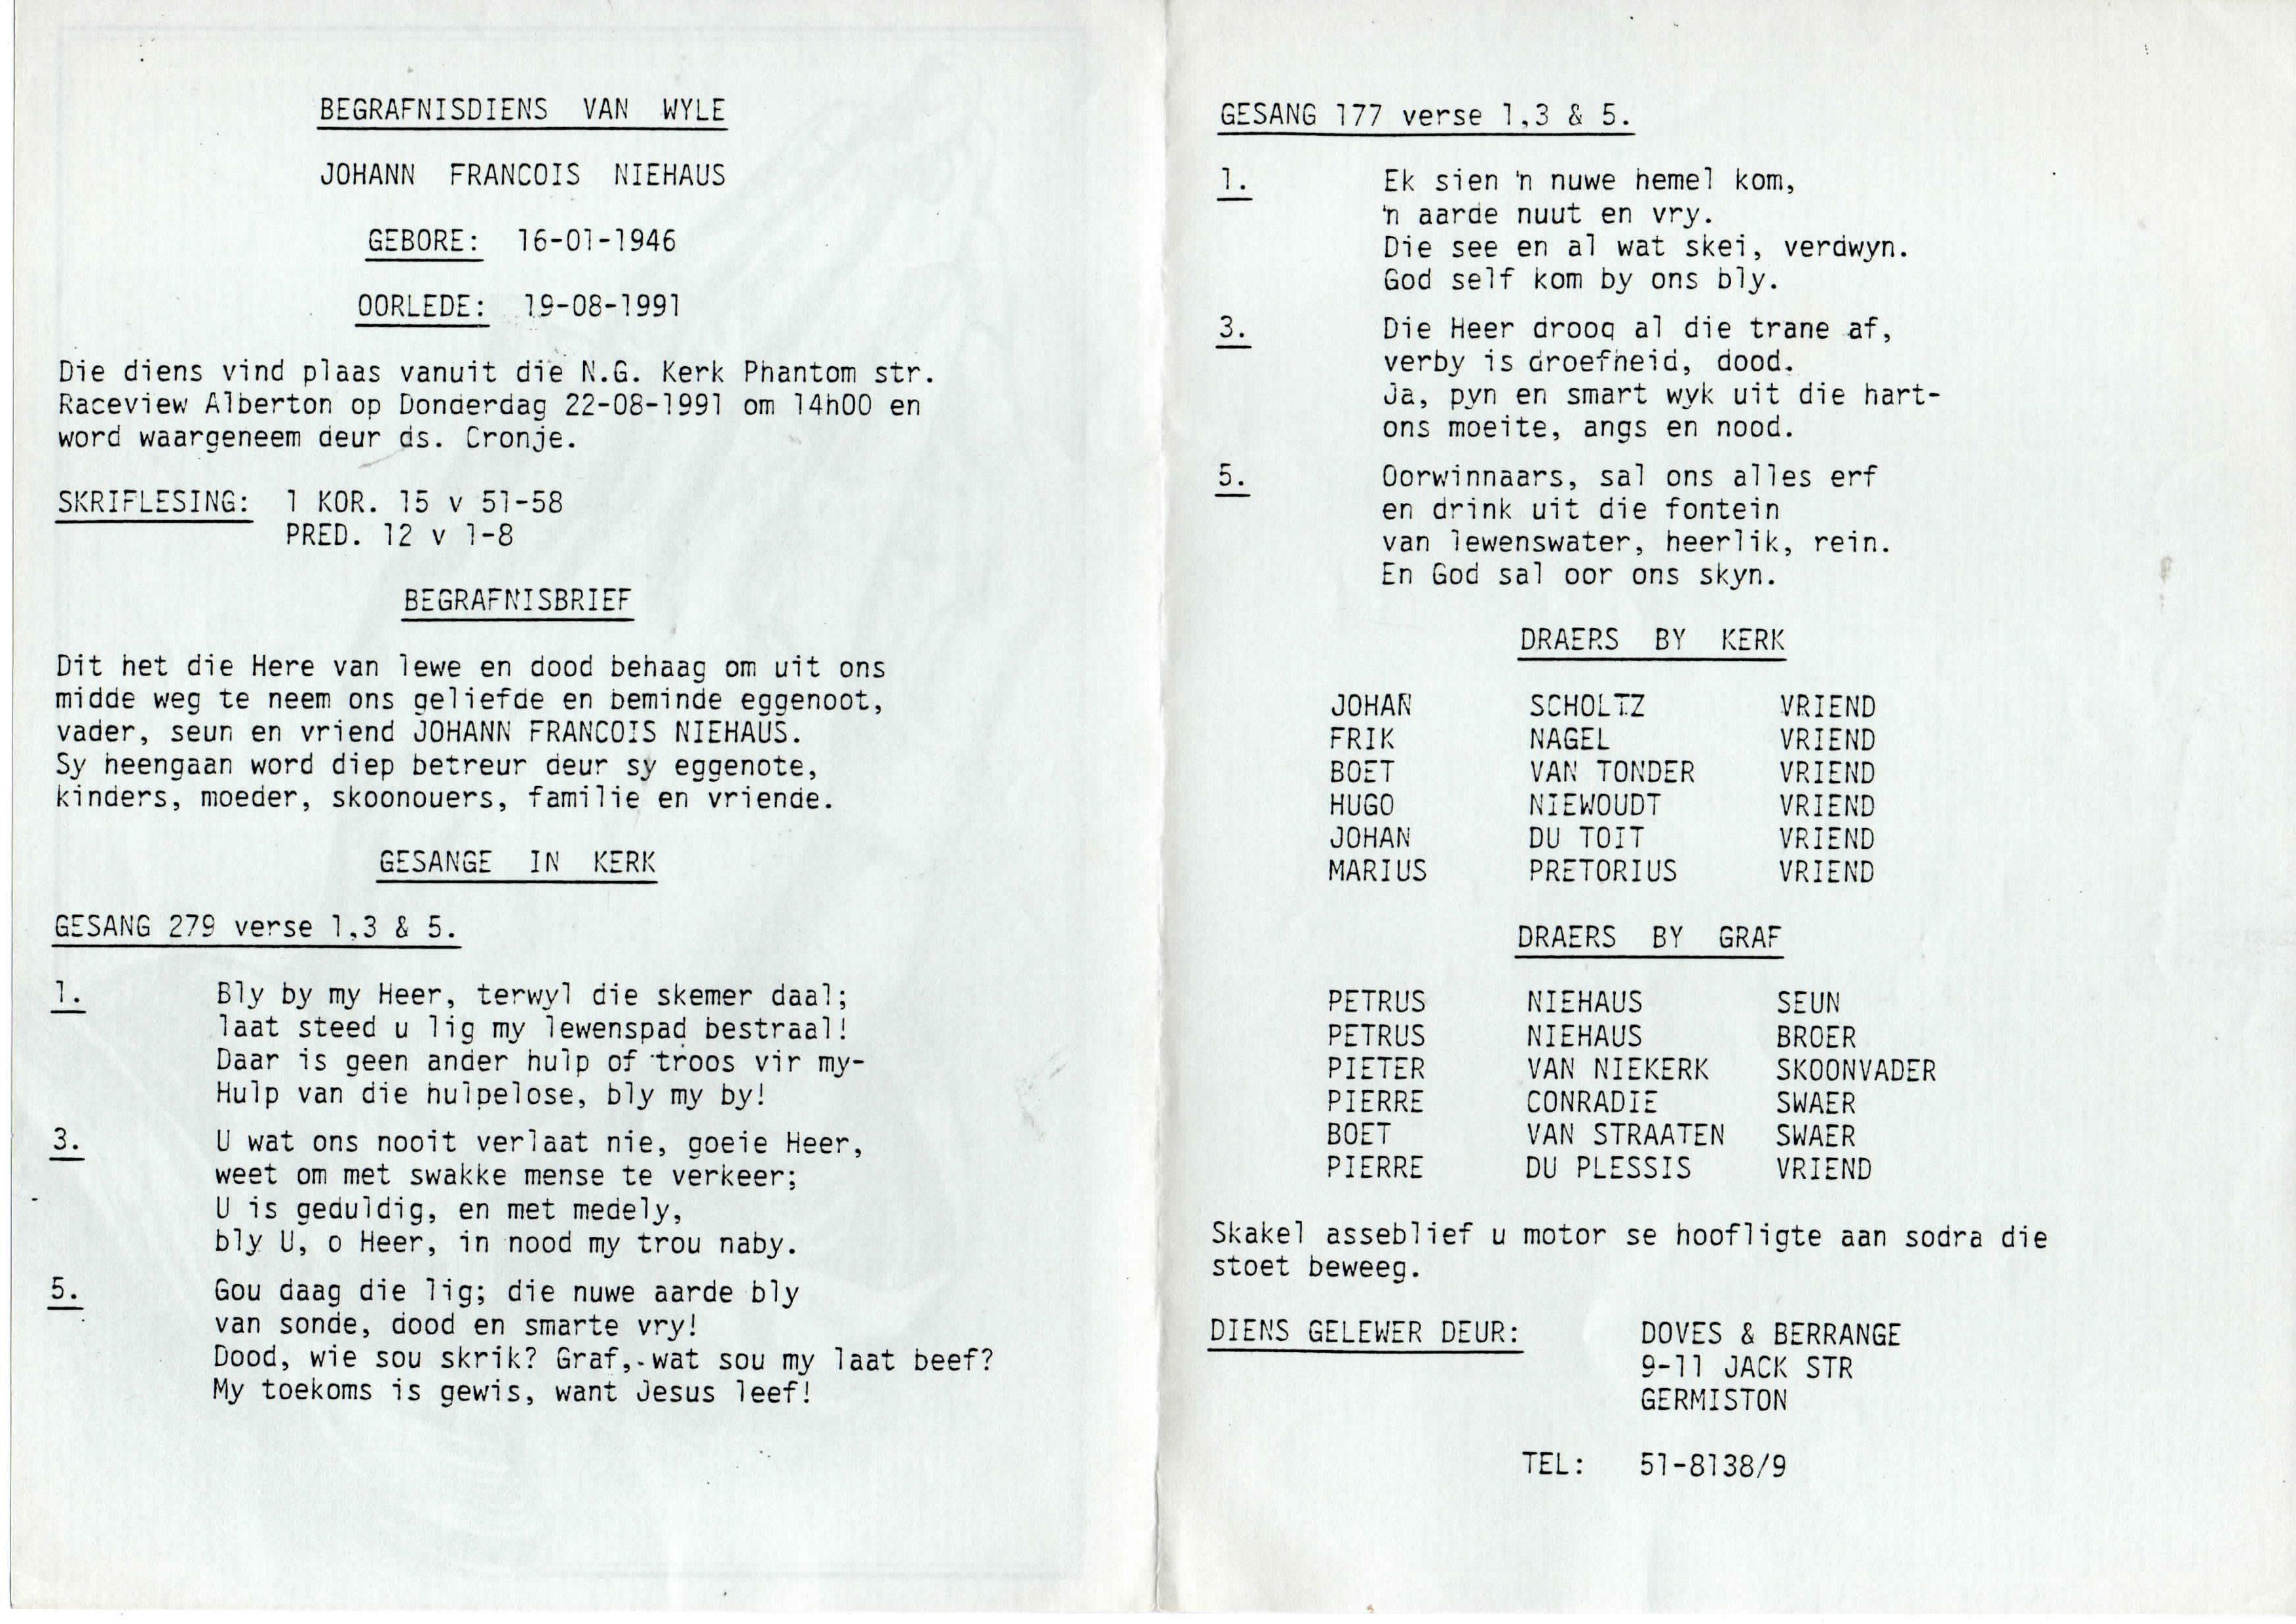 BEGRAFNISDIENS VAN WYLE
JOHANN FRANCOIS NIEHAUS
GEBORE: 16-01-1946
OORLEDE: 19-08-1991
Die diens vind plaas vanuit die N.G. Kerk Phantom str.
Raceview Alberton op Donderdag 22-08-1991 om 14h00 en
word waargeneem deur ds. Cronje.
SKRIFLESING: 1 KOR. 15 v 51-58
PRED. 12 v 1-8
BEGRAFNISBRIEF
Dit het die Here van lewe en dood behaag om uit ons
midde weg te neem ons geliefde en beminde eggenoot,
vader, seun en vriend JOHANN FRANCOIS NIEHAUS.
Sy heengaan word diep betreur deur sy eggenote,
kinders, moeder, skoonouers, familie en vriende.
GESANGE IN KERK
GESANG 279 verse 1,3 & 5.
1. Bly by my Heer, terwyl die skemer daal;
laat steed u lig my lewenspad bestraal!
Daar is geen ander hulp of troos vir my-
Hulp van die hulpelose, bly my by!
3. U wat ons nooit verlaat nie, goeie Heer,
weet om met swakke mense te verkeer;
U is geduldig, en met medely,
bly U, o Heer, in nood my trou naby.
5. Gou daag die lig; die nuwe aarde bly
van sonde, dood en smarte vry!
Dood, wie sou skrik? Graf, wat sou my laat beef?
My toekoms is gewis, want Jesus leef!
GESANG 177 verse 1,3 & 5.
1. Ek sien 'n nuwe hemel kom,
'n aarde nuut en vry.
Die see en al wat skei, verdwyn.
God self kom by ons bly.
3. Die Heer droog al die trane af,
verby is droefheid, dood.
Ja, pyn en smart wyk uit die hart-
ons moeite, angs en nood.
5. Oorwinnaars, sal ons alles erf
en drink uit die fontein
van lewenswater, heerlik, rein.
En God sal oor ons skyn.
DRAERS BY KERK
JOHAN SCHOLTZ VRIEND
FRIK NAGEL VRIEND
BOET VAN TONDER VRIEND
HUGO NIEWOUDT VRIEND
JOHAN DU TOIT VRIEND
MARIUS PRETORIUS VRIEND
DRAERS BY GRAF
PETRUS NIEHAUS SEUN
PETRUS NIEHAUS BROER
PIETER VAN NIEKERK SKOONVADER
PIERRE CONRADIE SWAER
BOET VAN STRAATEN SWAER
PIERRE DU PLESSIS VRIEND
Skakel asseblief u motor se hoofligte aan sodra die
stoet beweeg.
DIENS GELEWER DEUR: DOVES & BERRANGE
9-11 JACK STR
GERMISTON
TEL: 51-8138/9